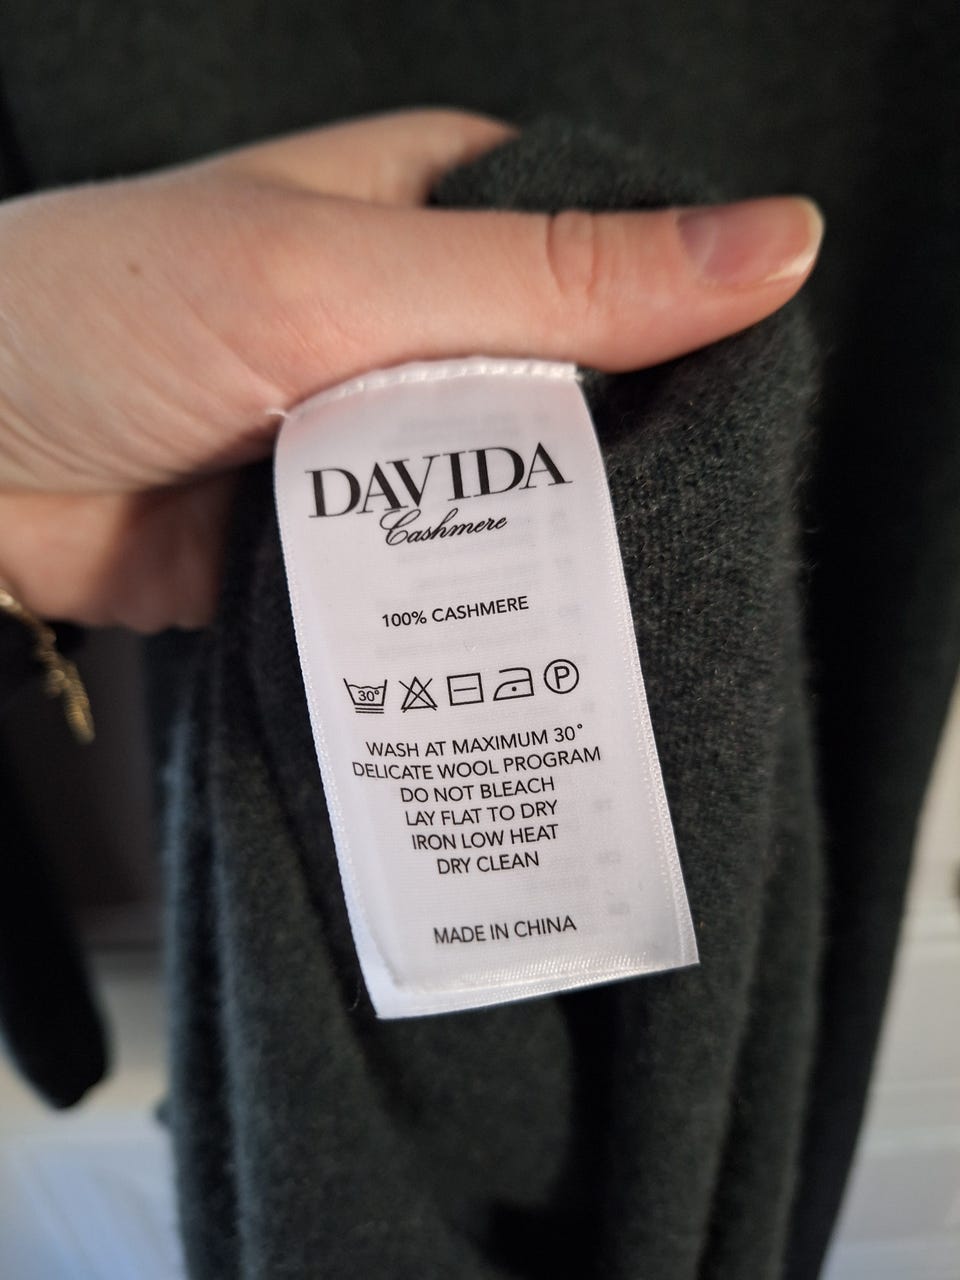 DAVIDA
Cashmere
100% CASHMERE
30° P
WASH AT MAXIMUM 30°
DELICATE WOOL PROGRAM
DO NOT BLEACH
LAY FLAT TO DRY
IRON LOW HEAT
DRY CLEAN
MADE IN CHINA